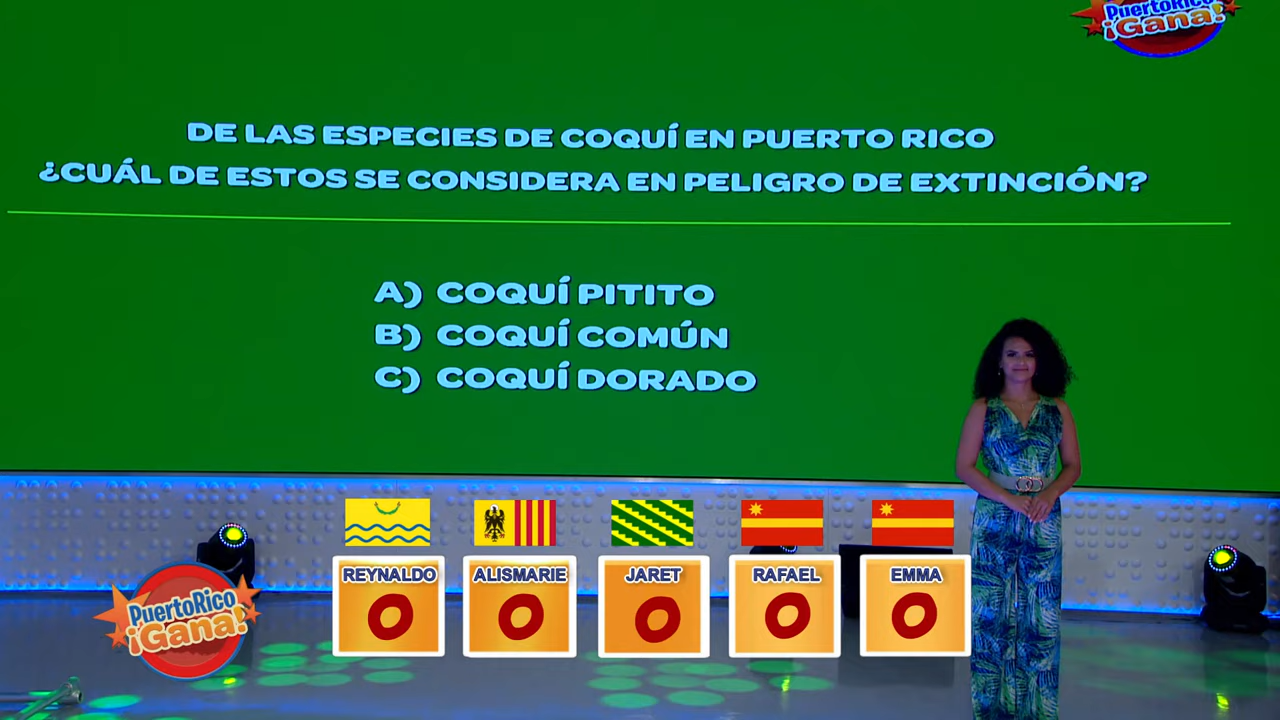 PuertoRico
¡Gana!
DE LAS ESPECIES DE COQUÍ EN PUERTO RICO
¿CUÁL DE ESTOS SE CONSIDERA EN PELIGRO DE EXTINCIÓN?
A) COQUÍ PITITO
B) COQUÍ COMÚN
C) COQUÍ DORADO
REYNALDO
ALISMARIE
JARET
RAFAEL
EMMA
0
0
0
0
0
PuertoRico
¡Gana!